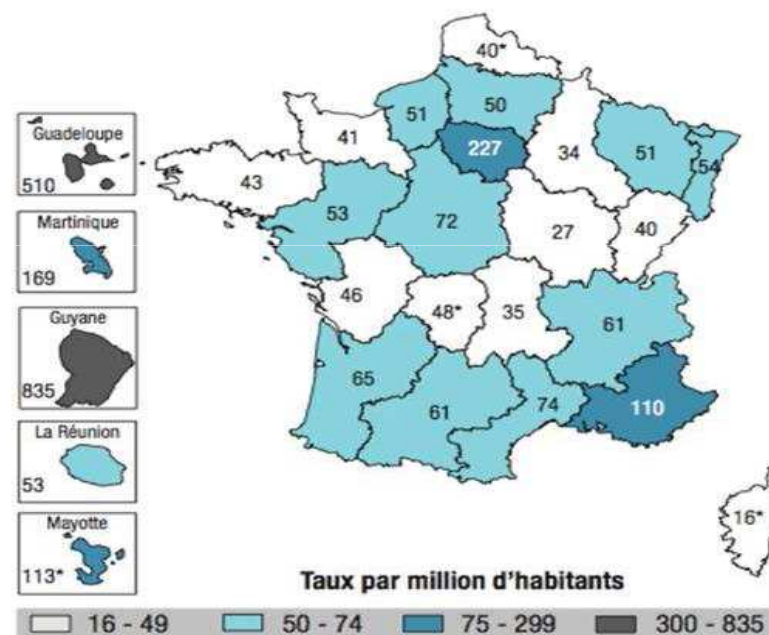 40*
51
50
41
227
34
51
54
43
53
72
27
40
46
48*
35
61
65
61
74
110
16*
Guadeloupe
510
Martinique
169
Guyane
835
La Réunion
53
Mayotte
113*
Taux par million d’habitants
16 - 49
50 - 74
75 - 299
300 - 835